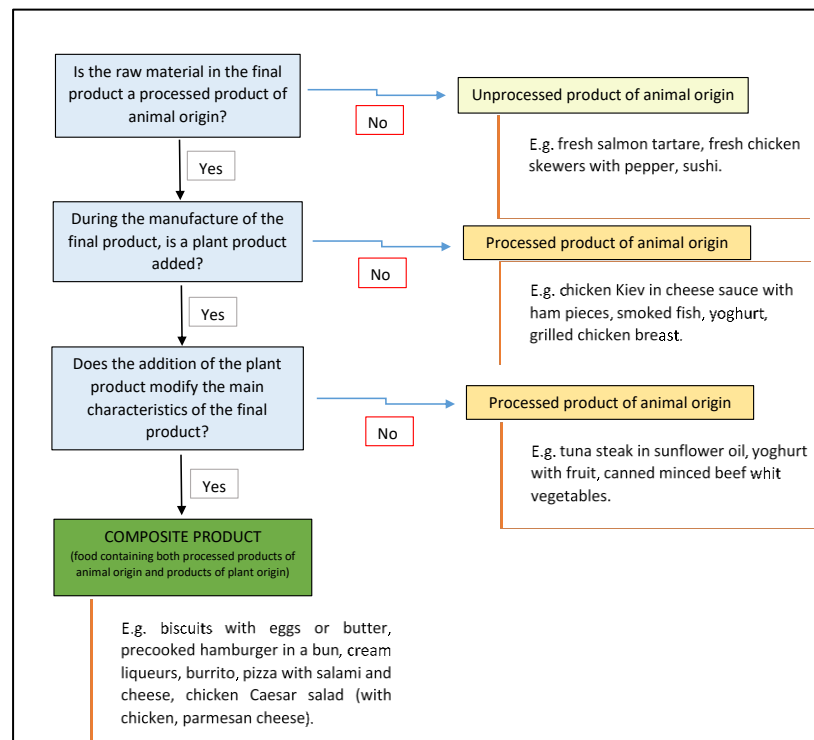 Is the raw material in the final
product a processed product of
animal origin?
No
Unprocessed product of animal origin
E.g. fresh salmon tartare, fresh chicken
skewers with pepper, sushi.
Yes
During the manufacture of the
final product, is a plant product
added?
No
Processed product of animal origin
E.g. chicken Kiev in cheese sauce with
ham pieces, smoked fish, yoghurt,
grilled chicken breast.
Yes
Does the addition of the plant
product modify the main
characteristics of the final
product?
No
Processed product of animal origin
E.g. tuna steak in sunflower oil, yoghurt
with fruit, canned minced beef whit
vegetables.
Yes
COMPOSITE PRODUCT
(food containing both processed products of
animal origin and products of plant origin)
E.g. biscuits with eggs or butter,
precooked hamburger in a bun, cream
liqueurs, burrito, pizza with salami and
cheese, chicken Caesar salad (with
chicken, parmesan cheese).